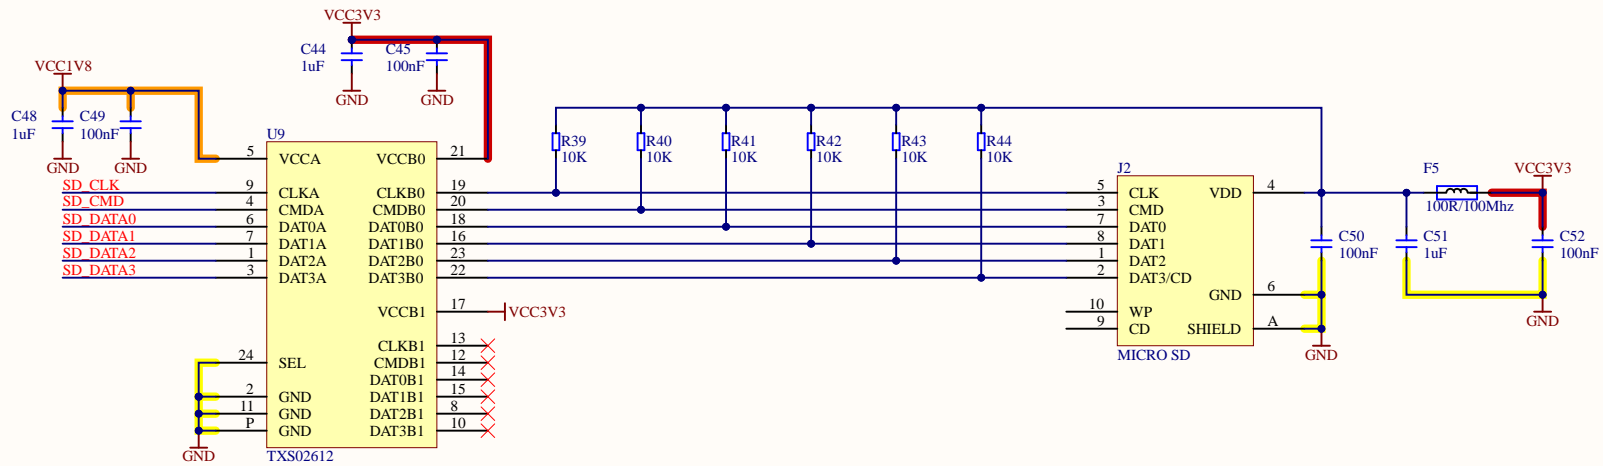 VCC3V3
C44
1uF
C45
100nF
GND
GND
VCC1V8
C48
1uF
C49
100nF
GND
GND
U9
5 VCCA VCCB0 21
SD_CLK 9 CLKA CLKB0 19
SD_CMD 4 CMDA CMDB0 20
SD_DATA0 6 DAT0A DAT0B0 18
SD_DATA1 7 DAT1A DAT1B0 16
SD_DATA2 1 DAT2A DAT2B0 23
SD_DATA3 3 DAT3A DAT3B0 22
VCCB1 17 VCC3V3
CLKB1 13
24 SEL CMDB1 12
DAT0B1 14
2 GND DAT1B1 15
11 GND DAT2B1 8
P GND DAT3B1 10
GND
TXS02612
R39
10K
R40
10K
R41
10K
R42
10K
R43
10K
R44
10K
J2
5 CLK VDD 4
3 CMD
7 DAT0
8 DAT1
1 DAT2
2 DAT3/CD
GND 6
10 WP
9 CD SHIELD A
MICRO SD
GND
C50
100nF
F5
100R/100Mhz
VCC3V3
C51
1uF
C52
100nF
GND